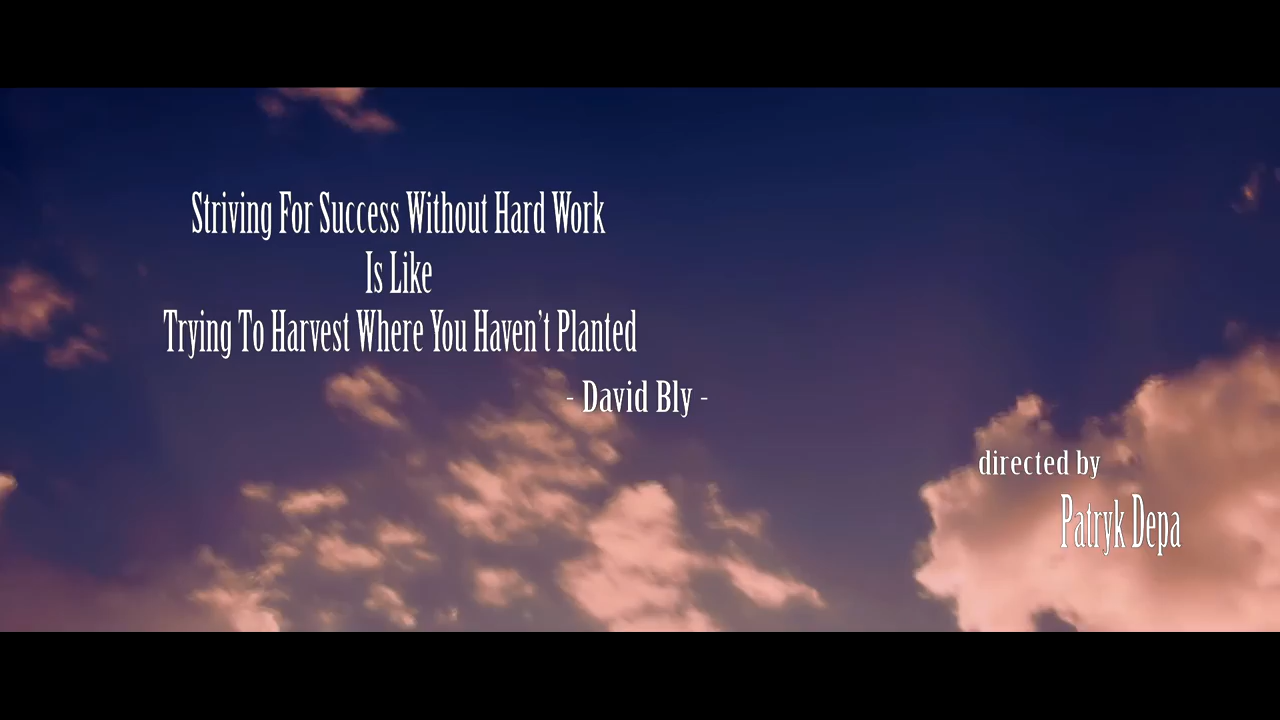 Striving For Success Without Hard Work
Is Like
Trying To Harvest Where You Haven't Planted
- David Bly -
directed by
Patryk Depa